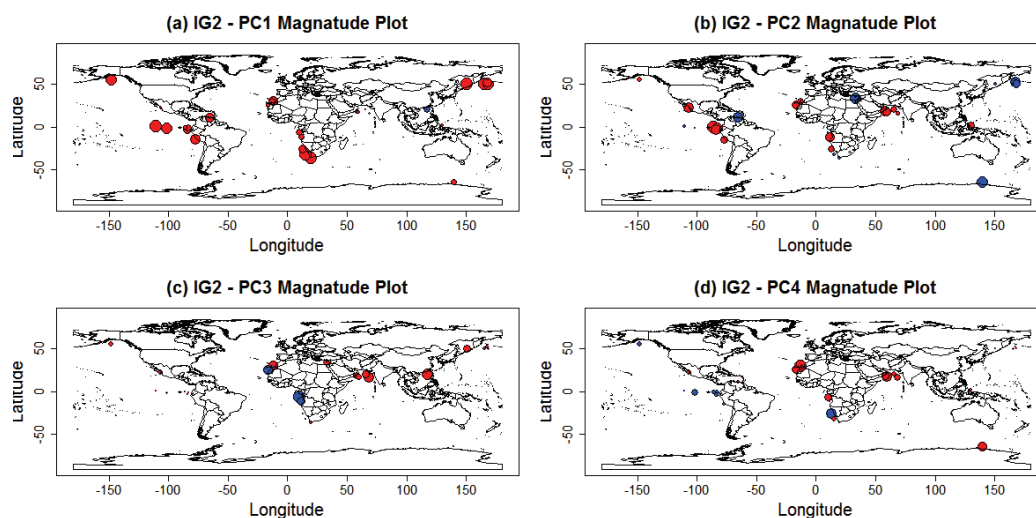 (a) IG2 - PC1 Magnatude Plot
50
0
-50
Latitude
-150 -100 -50 0 50 100 150
Longitude
(b) IG2 - PC2 Magnatude Plot
50
0
-50
Latitude
-150 -100 -50 0 50 100 150
Longitude
(c) IG2 - PC3 Magnatude Plot
50
0
-50
Latitude
-150 -100 -50 0 50 100 150
Longitude
(d) IG2 - PC4 Magnatude Plot
50
0
-50
Latitude
-150 -100 -50 0 50 100 150
Longitude